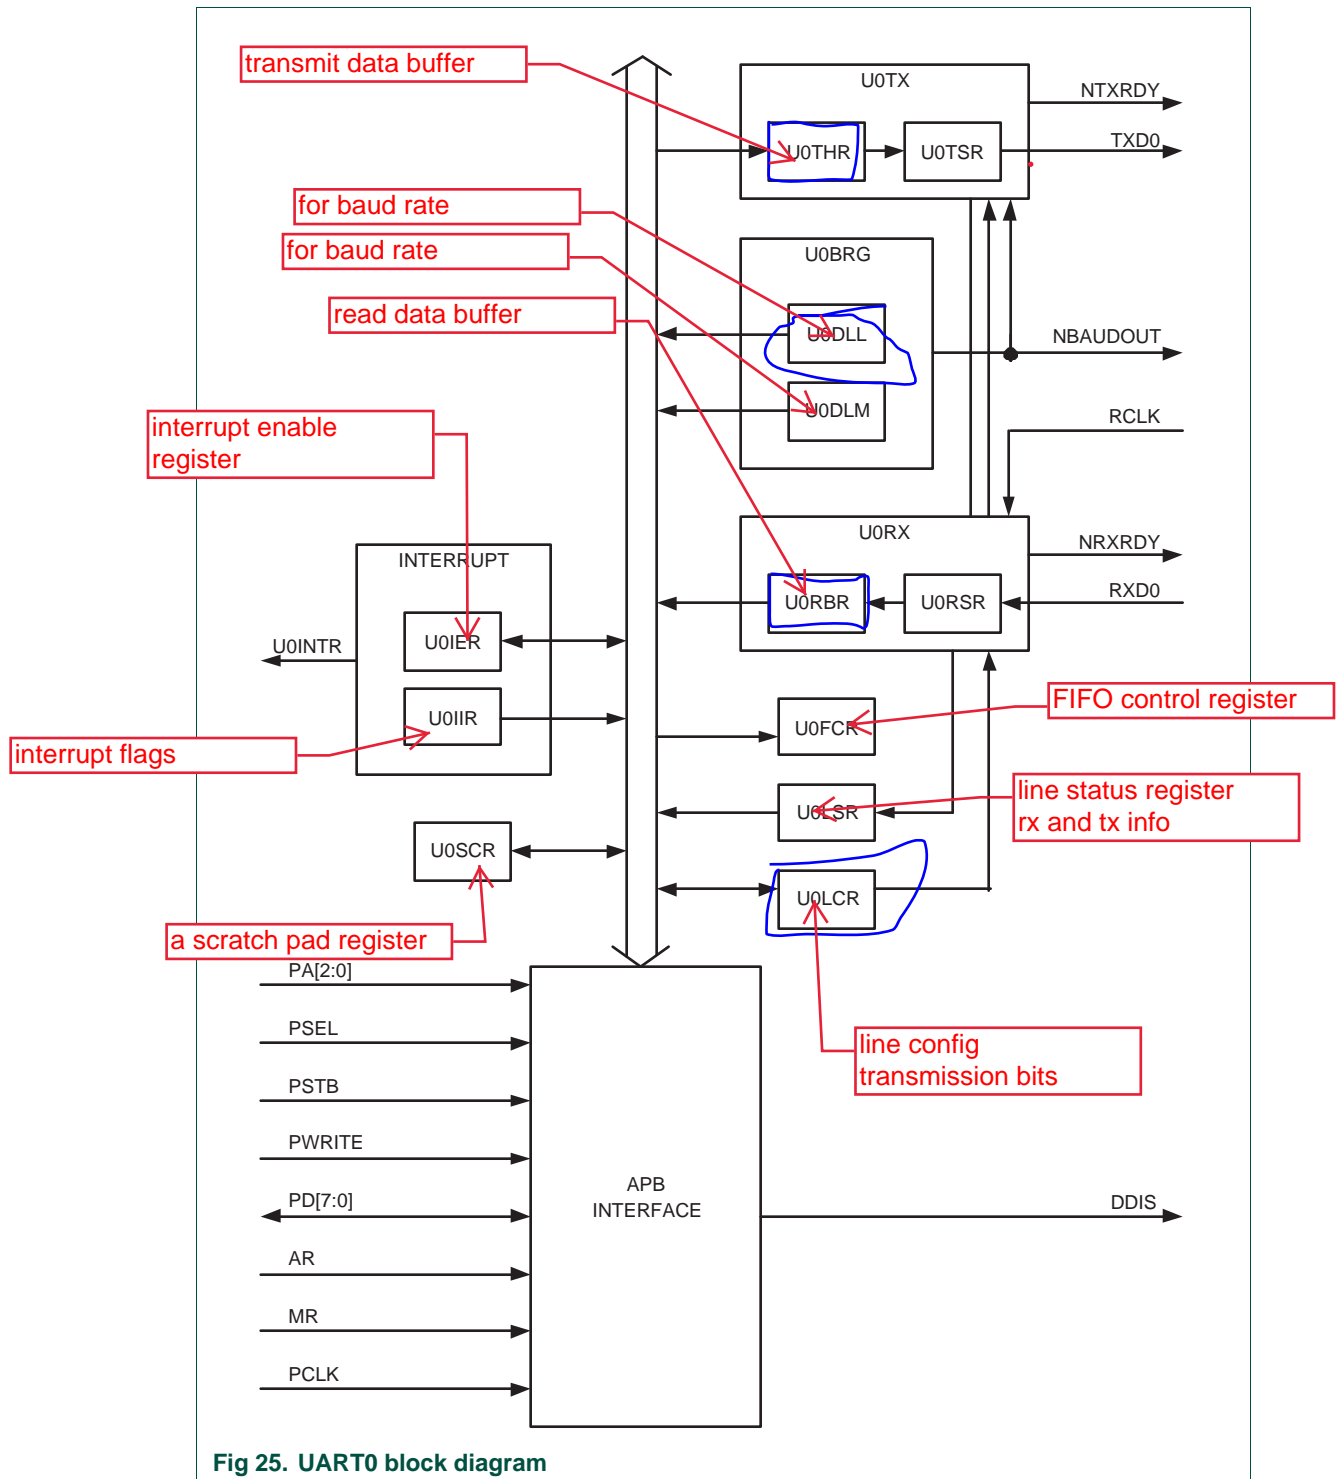 transmit data buffer
U0TX
NTXRDY
U0THR
U0TSR
TXD0
for baud rate
for baud rate
U0BRG
read data buffer
U0DLL
NBAUDOUT
U0DLM
RCLK
interrupt enable
register
U0RX
NRXRDY
INTERRUPT
U0RBR
U0RSR
RXD0
U0IER
U0INTR
FIFO control register
U0IIR
U0FCR
interrupt flags
line status register
rx and tx info
U0LSR
U0SCR
U0LCR
a scratch pad register
PA[2:0]
PSEL
line config
transmission bits
PSTB
PWRITE
APB
INTERFACE
PD[7:0]
DDIS
AR
MR
PCLK
Fig 25. UART0 block diagram